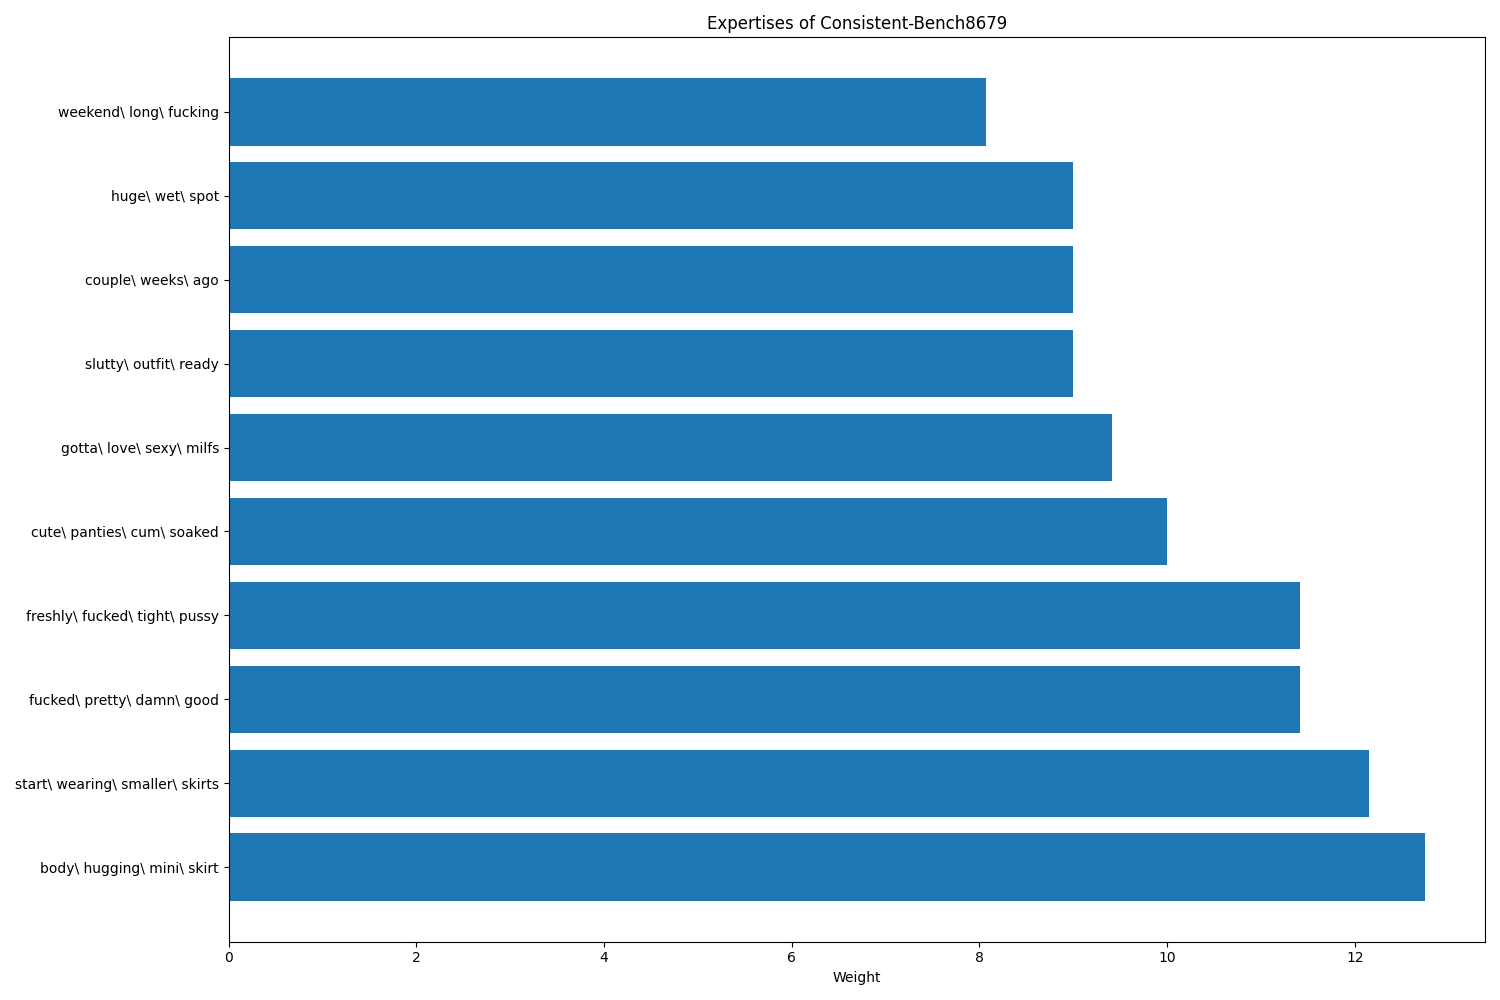 Expertises of Consistent-Bench8679
weekend\ long\ fucking
huge\ wet\ spot
couple\ weeks\ ago
slutty\ outfit\ ready
gotta\ love\ sexy\ milfs
cute\ panties\ cum\ soaked
freshly\ fucked\ tight\ pussy
fucked\ pretty\ damn\ good
start\ wearing\ smaller\ skirts
body\ hugging\ mini\ skirt
0 2 4 6 8 10 12
Weight